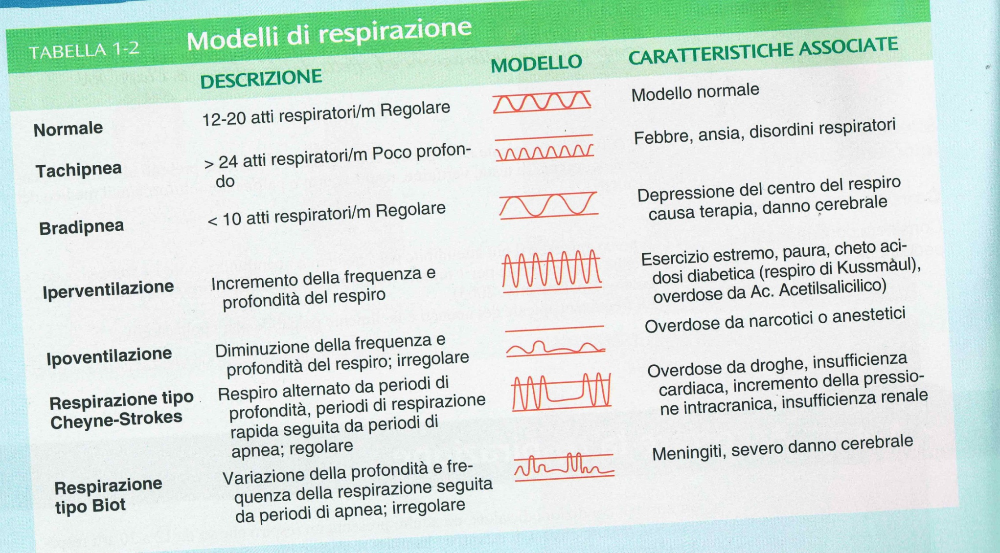 TABELLA 1-2 Modelli di respirazione
DESCRIZIONE MODELLO CARATTERISTICHE ASSOCIATE
Normale 12-20 atti respiratori/m Regolare Modello normale
Tachipnea > 24 atti respiratori/m Poco profon- Febbre, ansia, disordini respiratori
do
Bradipnea < 10 atti respiratori/m Regolare Depressione del centro del respiro
causa terapia, danno cerebrale
Iperventilazione Incremento della frequenza e Esercizio estremo, paura, cheto aci-
profondità del respiro dosi diabetica (respiro di Kussmaul),
overdose da Ac. Acetilsalicilico)
Ipoventilazione Diminuzione della frequenza e Overdose da narcotici o anestetici
profondità del respiro; irregolare
Respirazione tipo Respiro alternato da periodi di Overdose da droghe, insufficienza
Cheyne-Strokes profondità, periodi di respirazione cardiaca, incremento della pressio-
rapida seguita da periodi di ne intracranica, insufficienza renale
apnea; regolare
Respirazione Variazione della profondità e fre- Meningiti, severo danno cerebrale
tipo Biot quenza della respirazione seguita
da periodi di apnea; irregolare